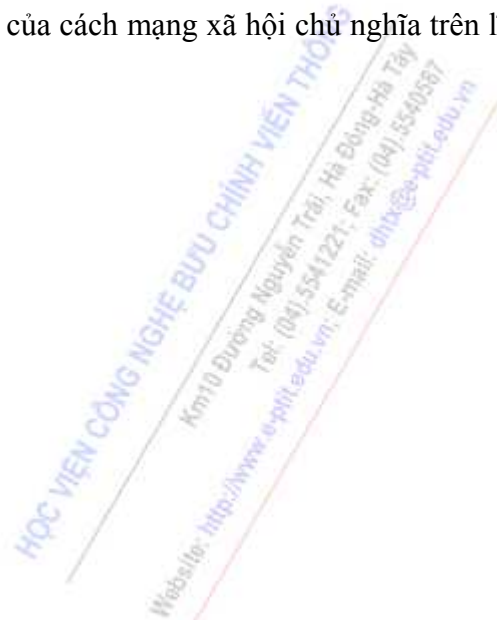 của cách mạng xã hội chủ nghĩa trên l
HỌC VIỆN CÔNG NGHỆ BƯU CHÍNH VIỄN THÔNG
Km10 Đường Nguyễn Trãi, Hà Đông-Hà Tây
Tel: (04).5541221; Fax: (04).5540587
Website: http://www.e-ptit.edu.vn; E-mail: dhtx@e-ptit.edu.vn